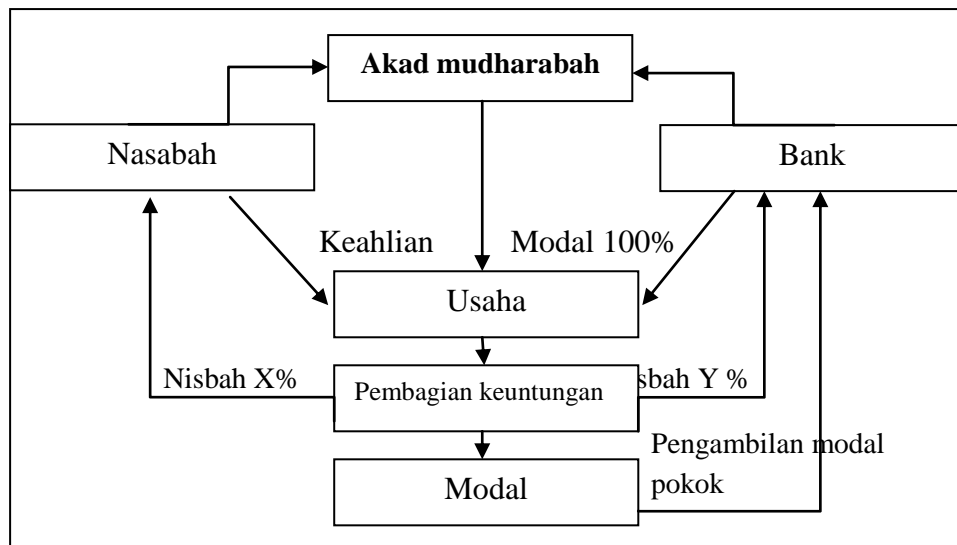 Akad mudharabah
Nasabah
Bank
Keahlian
Modal 100%
Usaha
Nisbah X%
Pembagian keuntungan
sbah Y %
Pengambilan modal
pokok
Modal